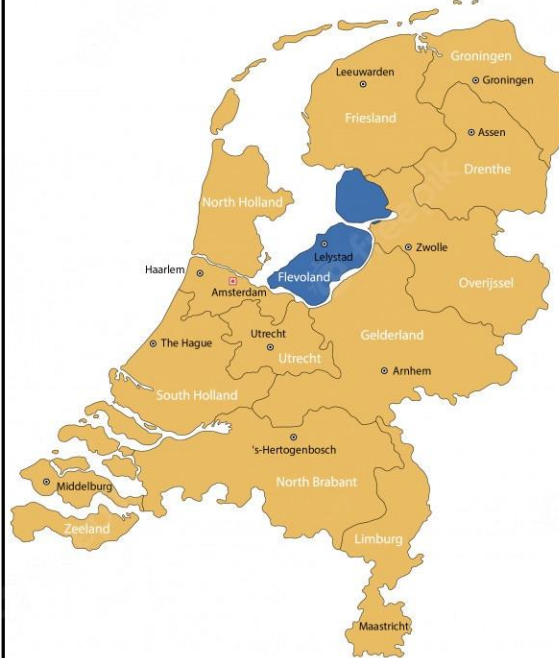 Groningen
Leeuwarden
Groningen
Friesland
Assen
Drenthe
North Holland
Zwolle
Lelystad
Haarlem
Flevoland
Overijssel
Amsterdam
Utrecht
Gelderland
The Hague
Utrecht
Arnhem
South Holland
's-Hertogenbosch
North Brabant
Middelburg
Zeeland
Limburg
Maastricht